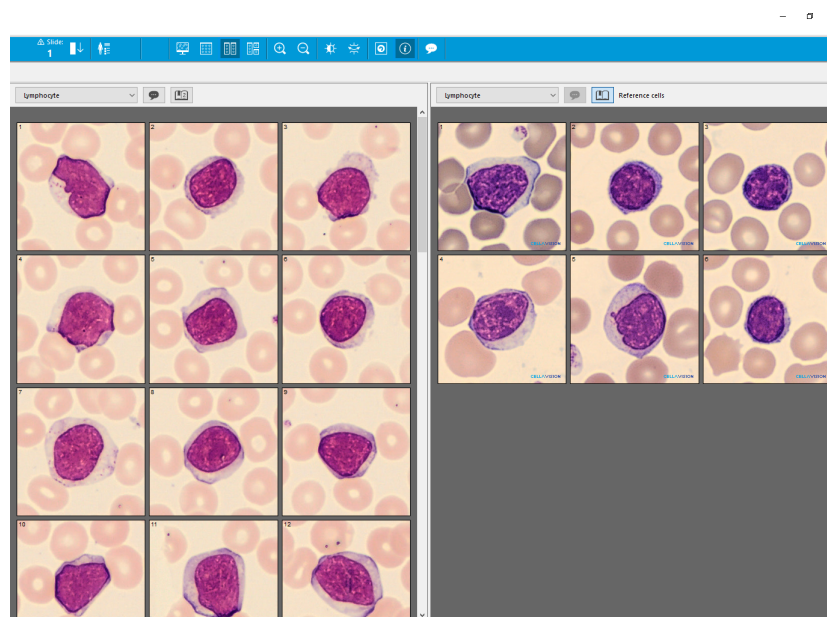 Slide:
1
Lymphocyte
Lymphocyte
Reference cells
1
2
3
4
5
6
7
8
9
10
11
12
1
2
3
CELLAVISION
CELLAVISION
CELLAVISION
4
5
6
CELLAVISION
CELLAVISION
CELLAVISION